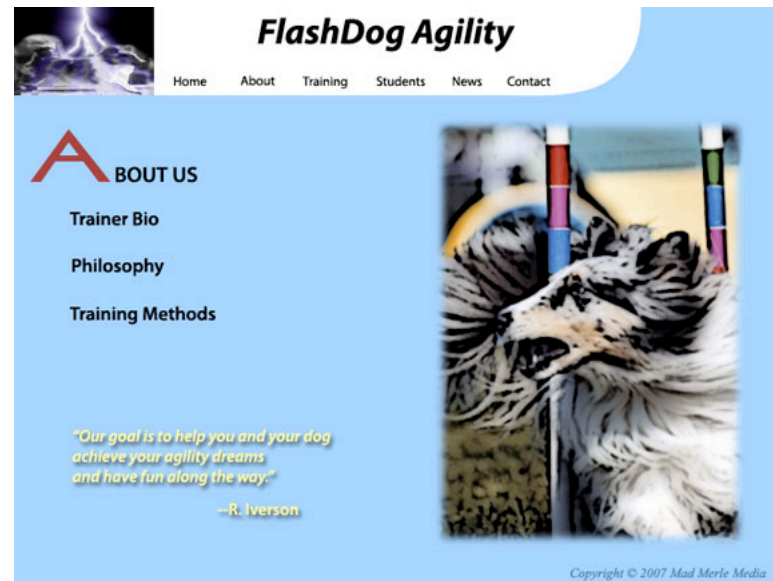 FlashDog Agility
Home About Training Students News Contact
ABOUT US
Trainer Bio
Philosophy
Training Methods
"Our goal is to help you and your dog
achieve your agility dreams
and have fun along the way."
--R. Iverson
Copyright © 2007 Mad Merle Media